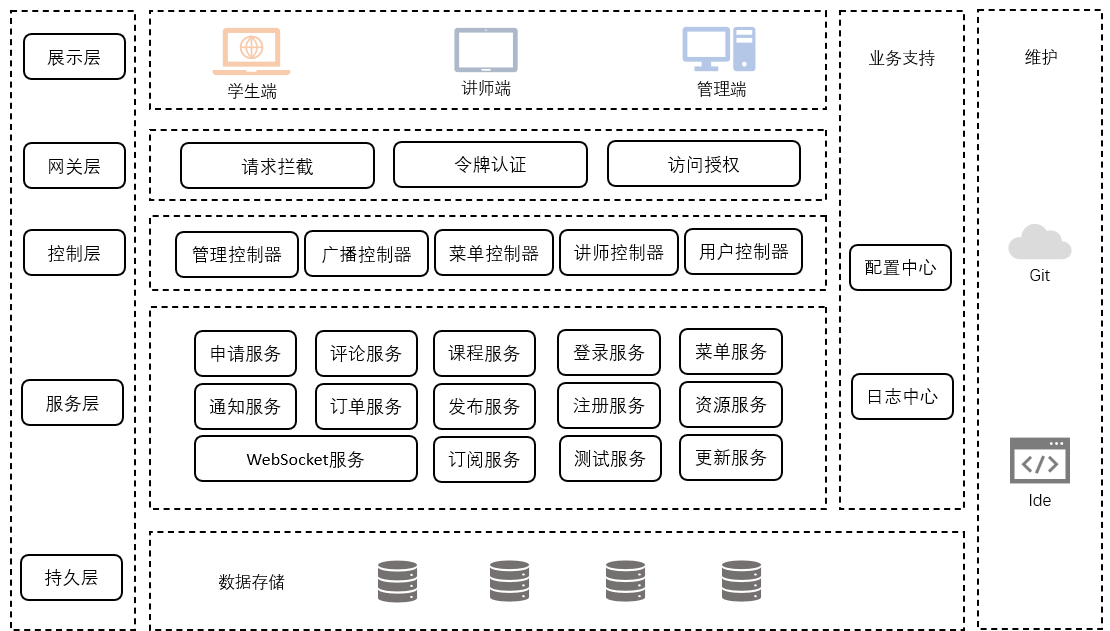 展示层
学生端
讲师端
管理端
网关层
请求拦截
令牌认证
访问授权
控制层
管理控制器
广播控制器
菜单控制器
讲师控制器
用户控制器
服务层
申请服务
评论服务
课程服务
登录服务
菜单服务
通知服务
订单服务
发布服务
注册服务
资源服务
WebSocket服务
订阅服务
测试服务
更新服务
持久层
数据存储
业务支持
配置中心
日志中心
维护
Git
Ide